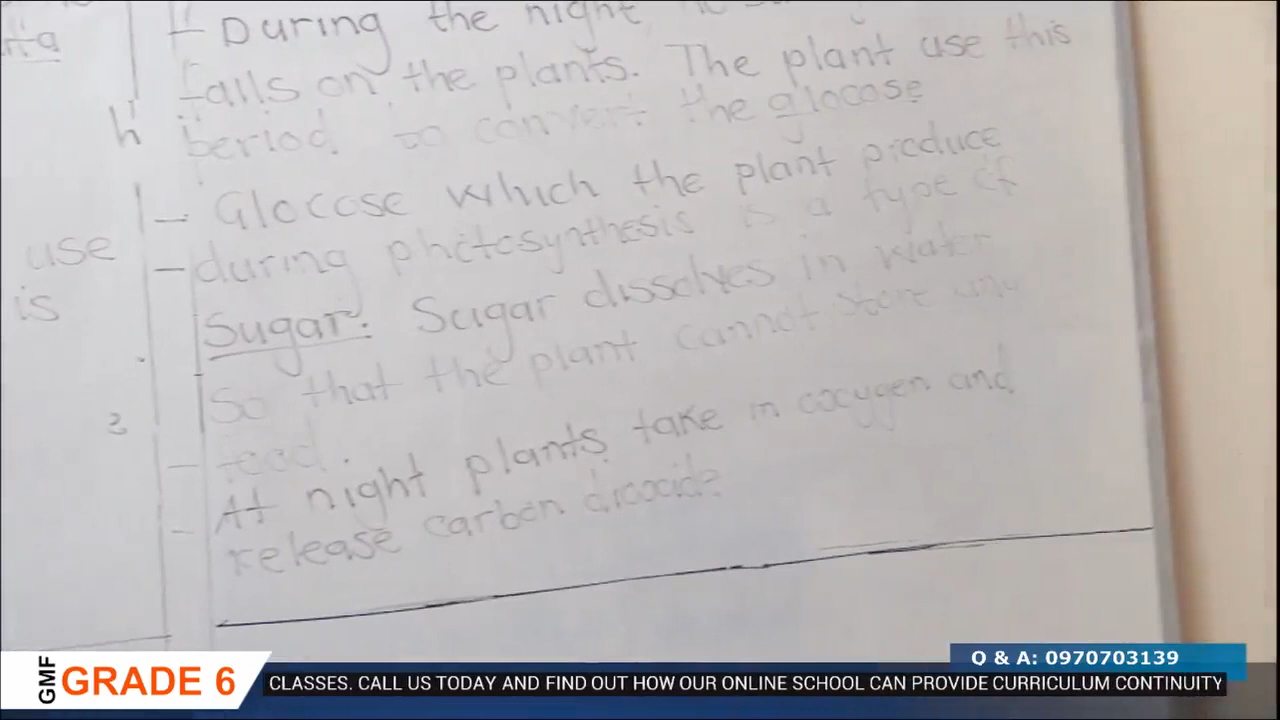 - During the night
falls on the plants. The plant use this
period. to convert the glocose
- Glocose which the plant produce
- during photosynthesis is a type of
Sugar. Sugar dissolves in water
So that the plant cannot store any
- food.
At night plants take in oxygen and
- release carbon dioxide
h
use
is
GMF
GRADE 6
Q & A: 0970703139
CLASSES. CALL US TODAY AND FIND OUT HOW OUR ONLINE SCHOOL CAN PROVIDE CURRICULUM CONTINUITY